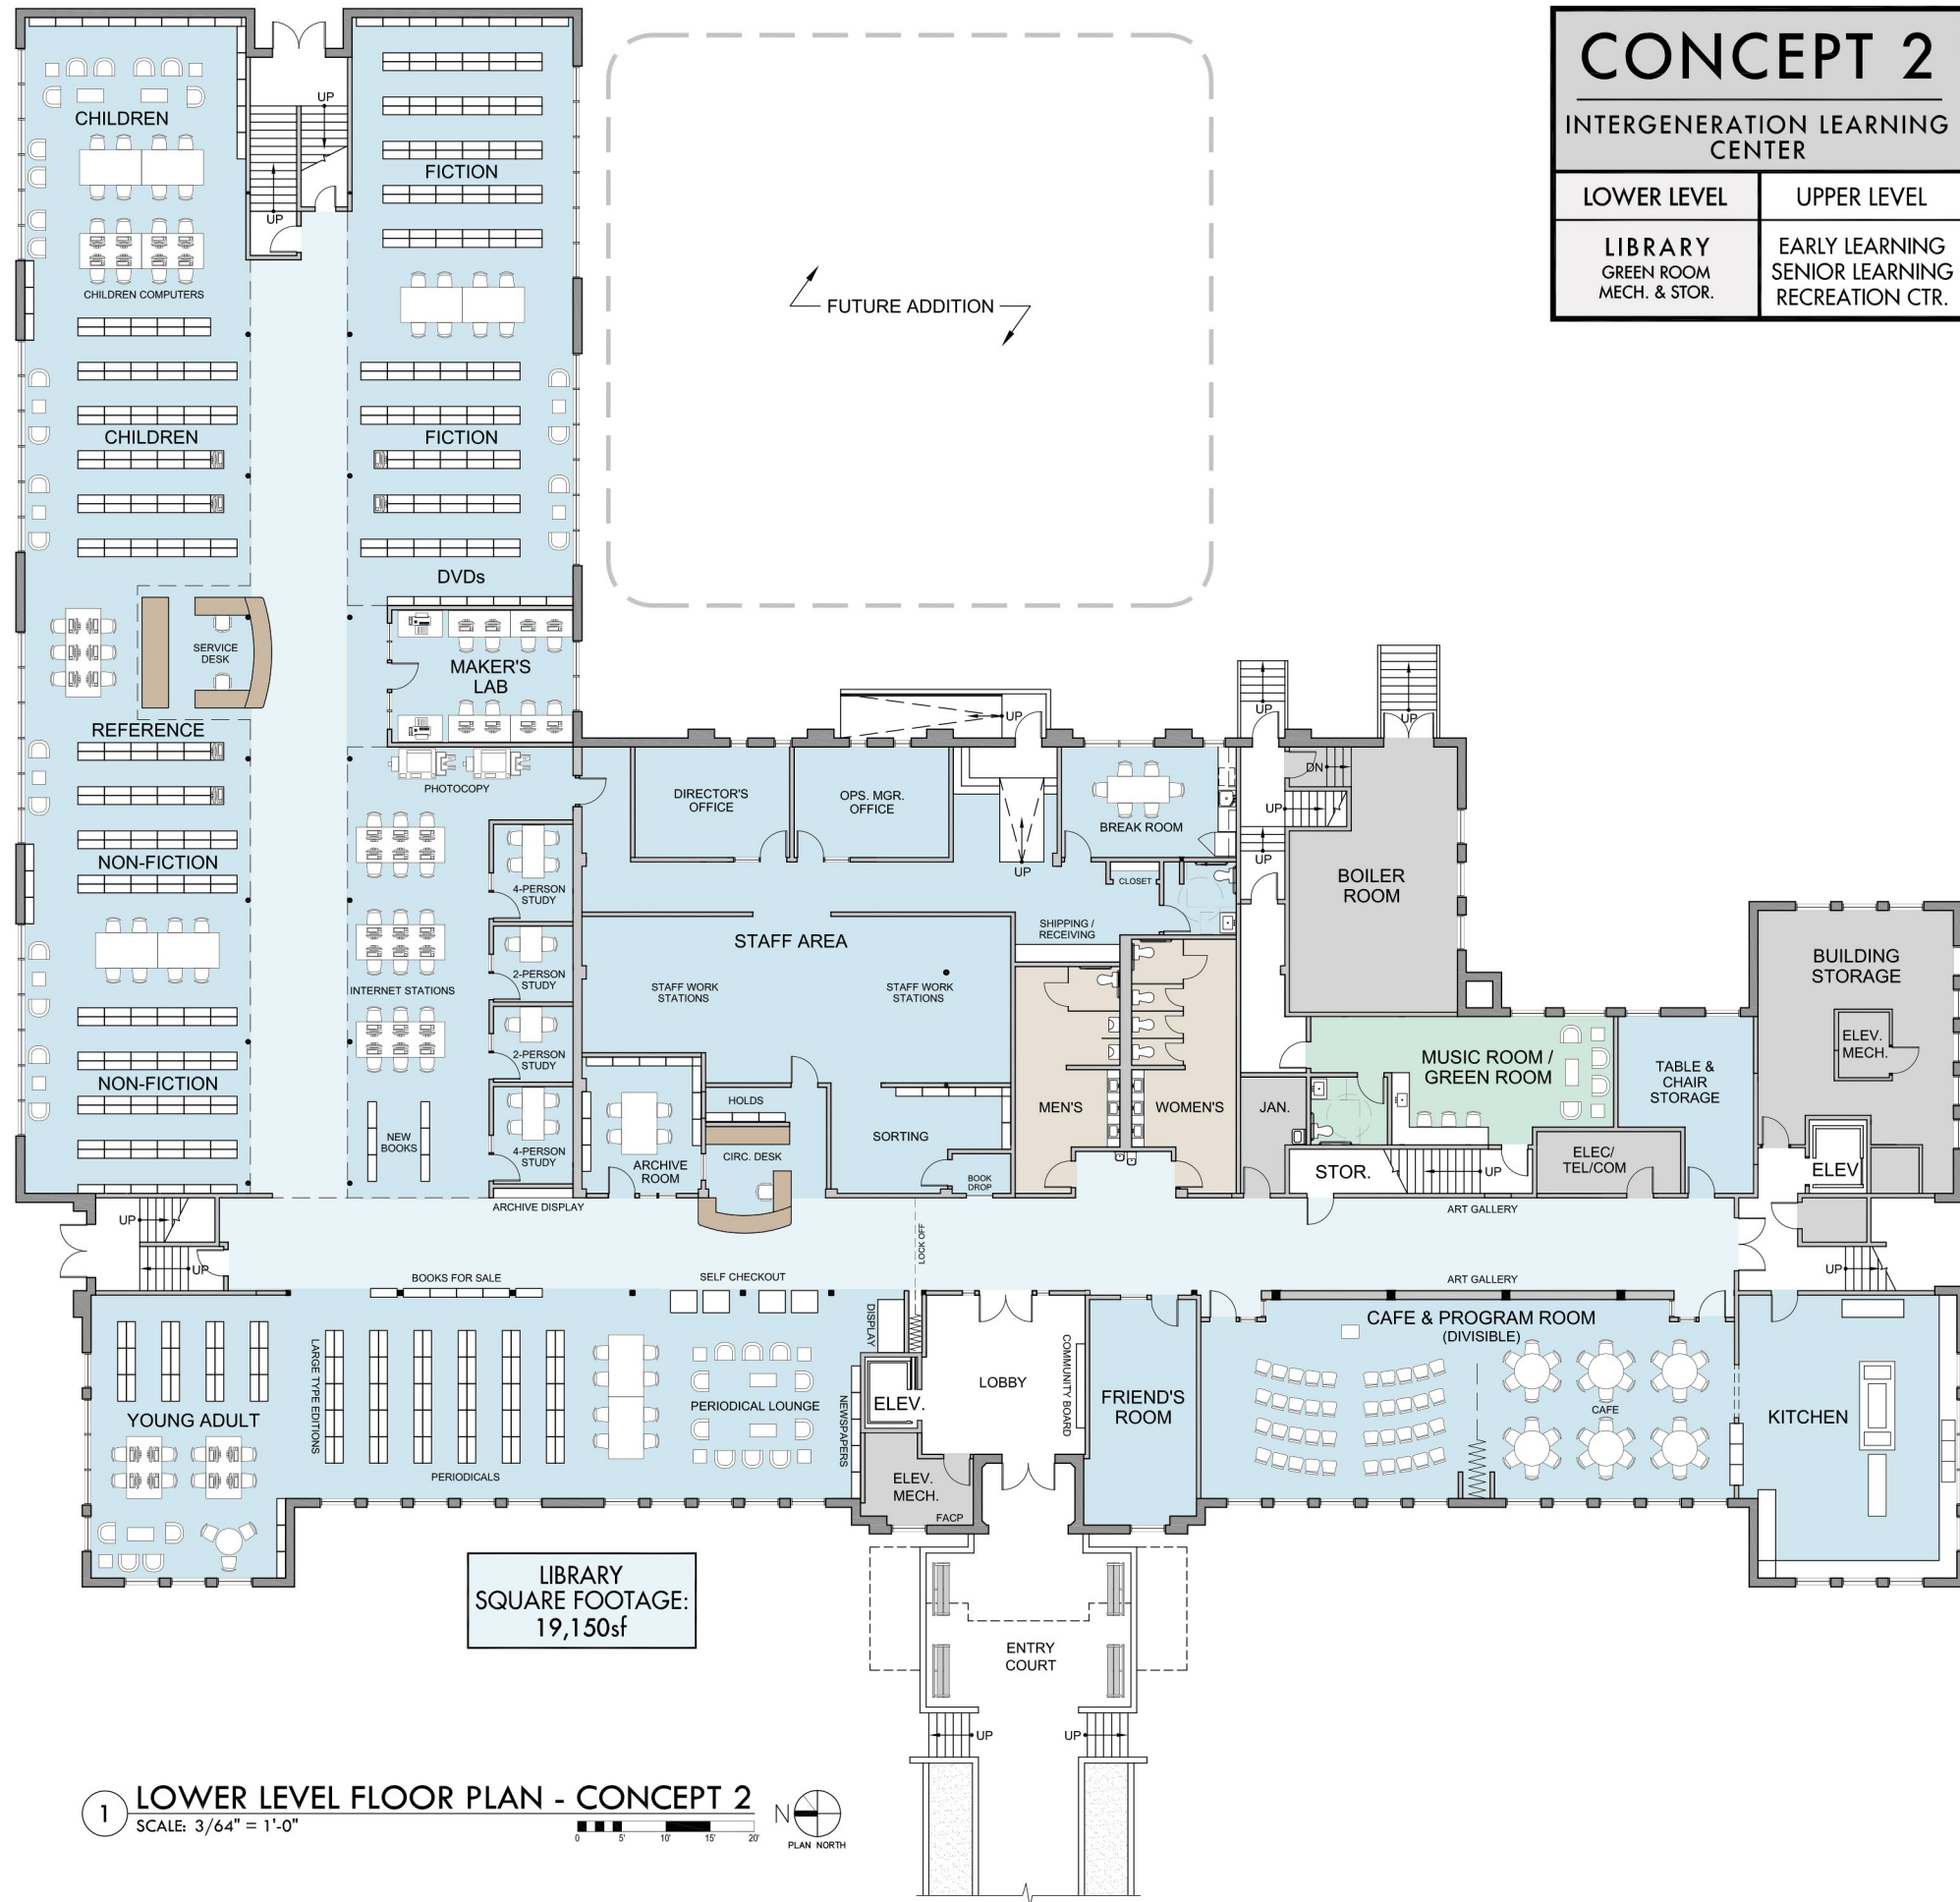 CONCEPT 2
INTERGENERATION LEARNING
CENTER
LOWER LEVEL
UPPER LEVEL
LIBRARY
GREEN ROOM
MECH. & STOR.
EARLY LEARNING
SENIOR LEARNING
RECREATION CTR.
CHILDREN
UP
UP
FICTION
CHILDREN COMPUTERS
FUTURE ADDITION
CHILDREN
FICTION
DVDs
SERVICE
DESK
MAKER'S
LAB
REFERENCE
PHOTOCOPY
UP
UP
UP
DIRECTOR'S
OFFICE
OPS. MGR.
OFFICE
BREAK ROOM
DN
UP
UP
UP
NON-FICTION
4-PERSON
STUDY
CLOSET
BOILER
ROOM
STAFF AREA
SHIPPING /
RECEIVING
2-PERSON
STUDY
INTERNET STATIONS
STAFF WORK
STATIONS
STAFF WORK
STATIONS
BUILDING
STORAGE
ELEV.
MECH.
2-PERSON
STUDY
NON-FICTION
MUSIC ROOM /
GREEN ROOM
TABLE &
CHAIR
STORAGE
HOLDS
MEN'S
WOMEN'S
JAN.
NEW
BOOKS
4-PERSON
STUDY
SORTING
CIRC. DESK
ARCHIVE
ROOM
BOOK
DROP
STOR.
UP
ELEC/
TEL/COM
ELEV
ARCHIVE DISPLAY
ART GALLERY
UP
UP
LOCK OFF
BOOKS FOR SALE
SELF CHECKOUT
ART GALLERY
UP
DISPLAY
LARGE TYPE EDITIONS
YOUNG ADULT
PERIODICALS
PERIODICAL LOUNGE
NEWSPAPERS
ELEV.
LOBBY
COMMUNITY BOARD
FRIEND'S
ROOM
CAFE & PROGRAM ROOM
(DIVISIBLE)
CAFE
KITCHEN
ELEV.
MECH.
FACP
LIBRARY
SQUARE FOOTAGE:
19,150sf
ENTRY
COURT
UP
UP
1
LOWER LEVEL FLOOR PLAN - CONCEPT 2
SCALE: 3/64" = 1'-0"
0 5' 10' 15' 20'
N
PLAN NORTH